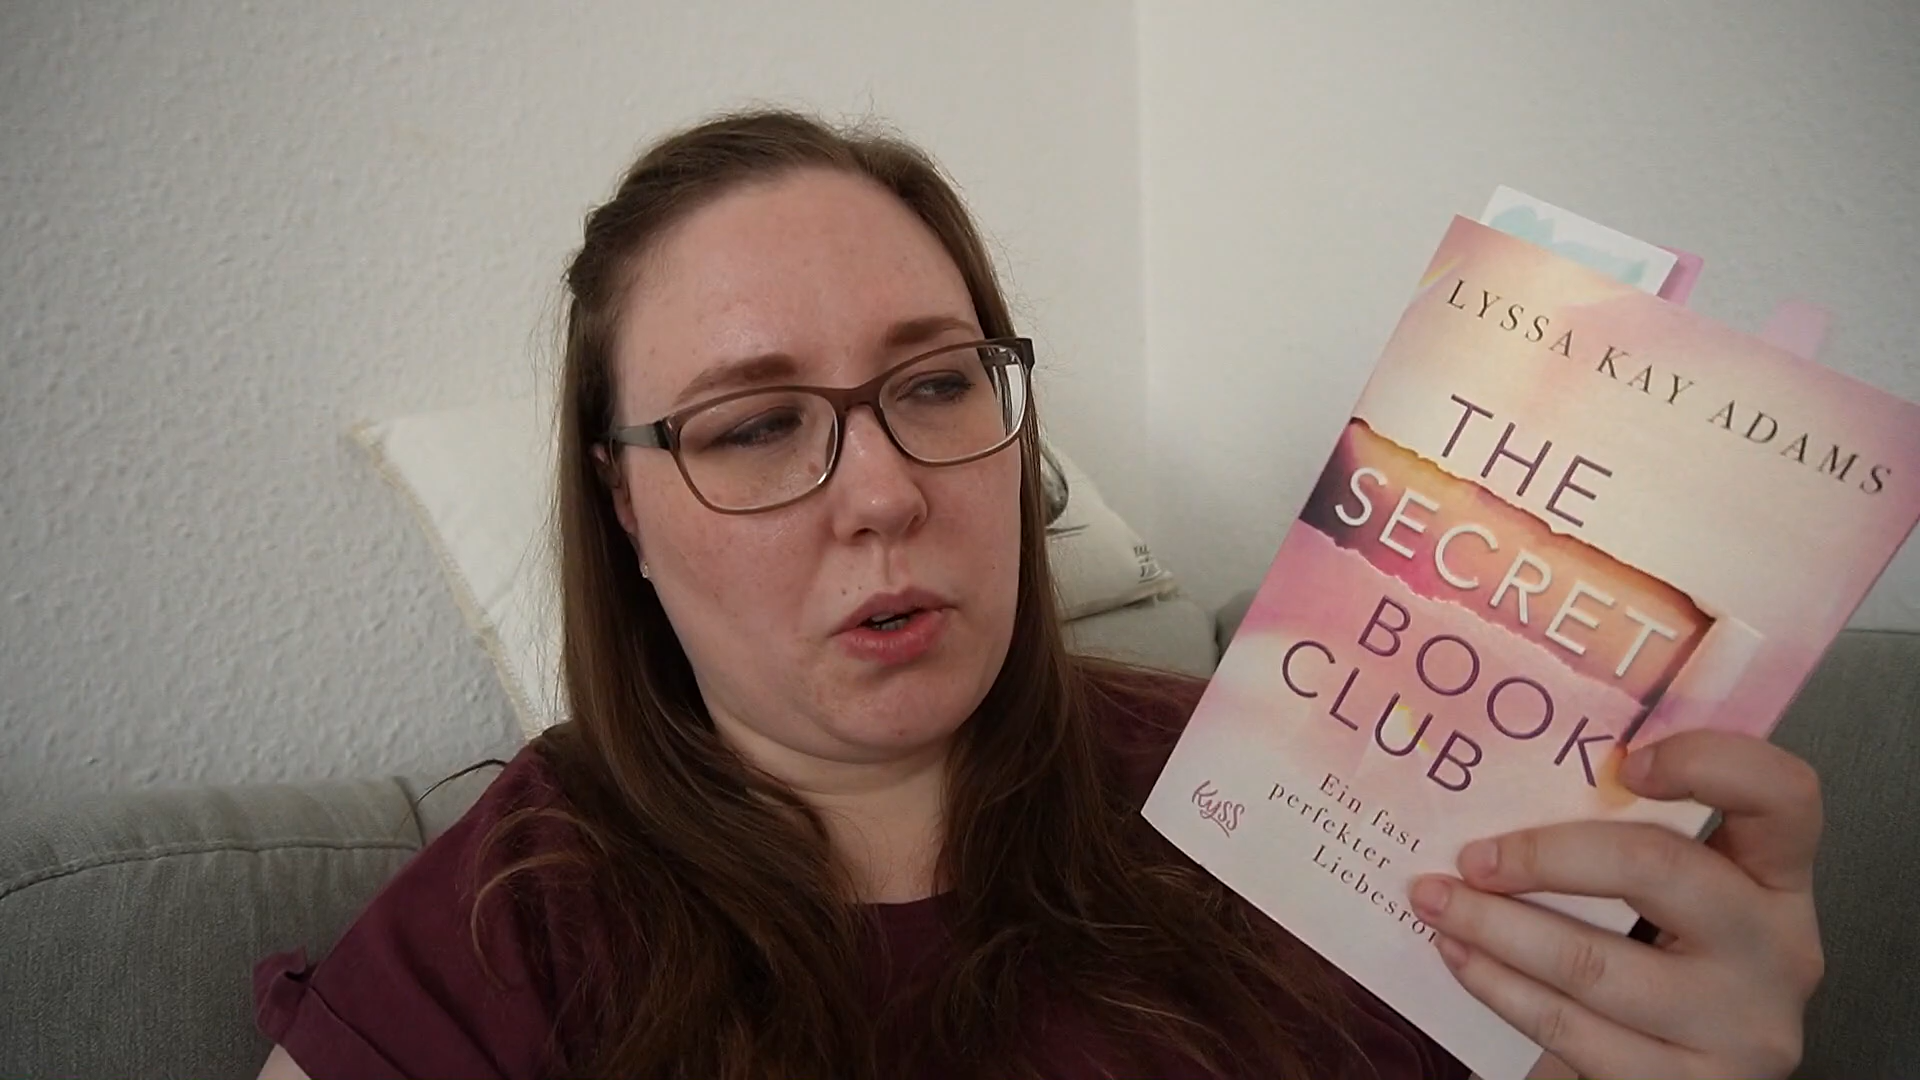 LYSSA KAY ADAMS
THE
SECRET
BOOK
CLUB
Ein fast
perfekter
kyss